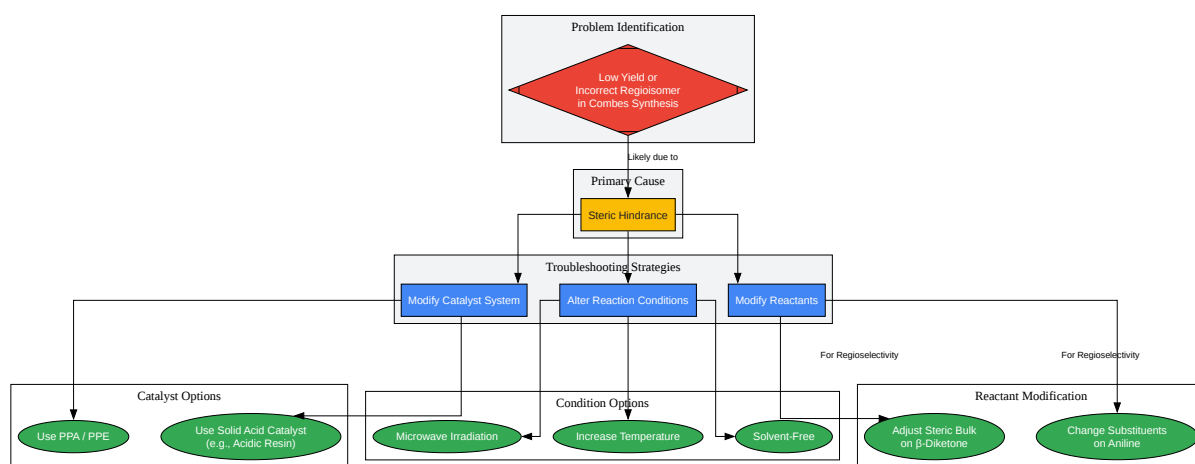 Problem Identification
Low Yield or
Incorrect Regioisomer
in Combes Synthesis
Likely due to
Primary Cause
Steric Hindrance
Troubleshooting Strategies
Modify Catalyst System
Alter Reaction Conditions
Modify Reactants
For Regioselectivity
For Regioselectivity
Catalyst Options
Condition Options
Reactant Modification
Use PPA / PPE
Use Solid Acid Catalyst
(e.g., Acidic Resin)
Microwave Irradiation
Increase Temperature
Solvent-Free
Adjust Steric Bulk
on β-Diketone
Change Substituents
on Aniline